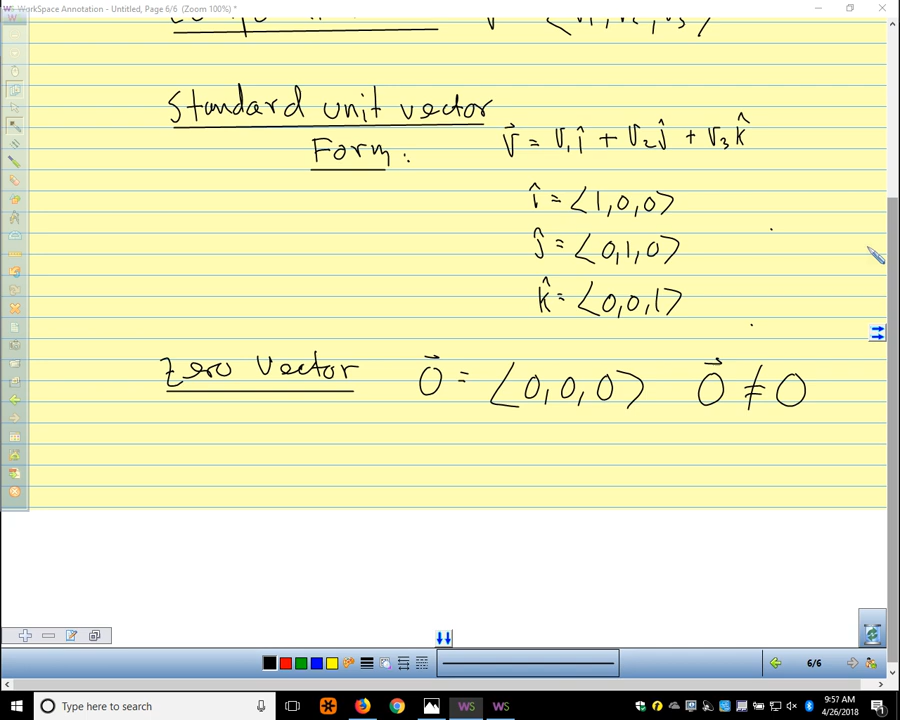 WorkSpace Annotation - Untitled, Page 6/6 (Zoom 100%) *
Standard unit vector
Form:
v⃗ = v₁î + v₂ĵ + v₃k̂
î = ⟨1,0,0⟩
ĵ = ⟨0,1,0⟩
k̂ = ⟨0,0,1⟩
Zero Vector 0⃗ = ⟨0,0,0⟩ 0⃗ ≠ 0
6/6
Type here to search
WS
WS
9:57 AM
4/26/2018